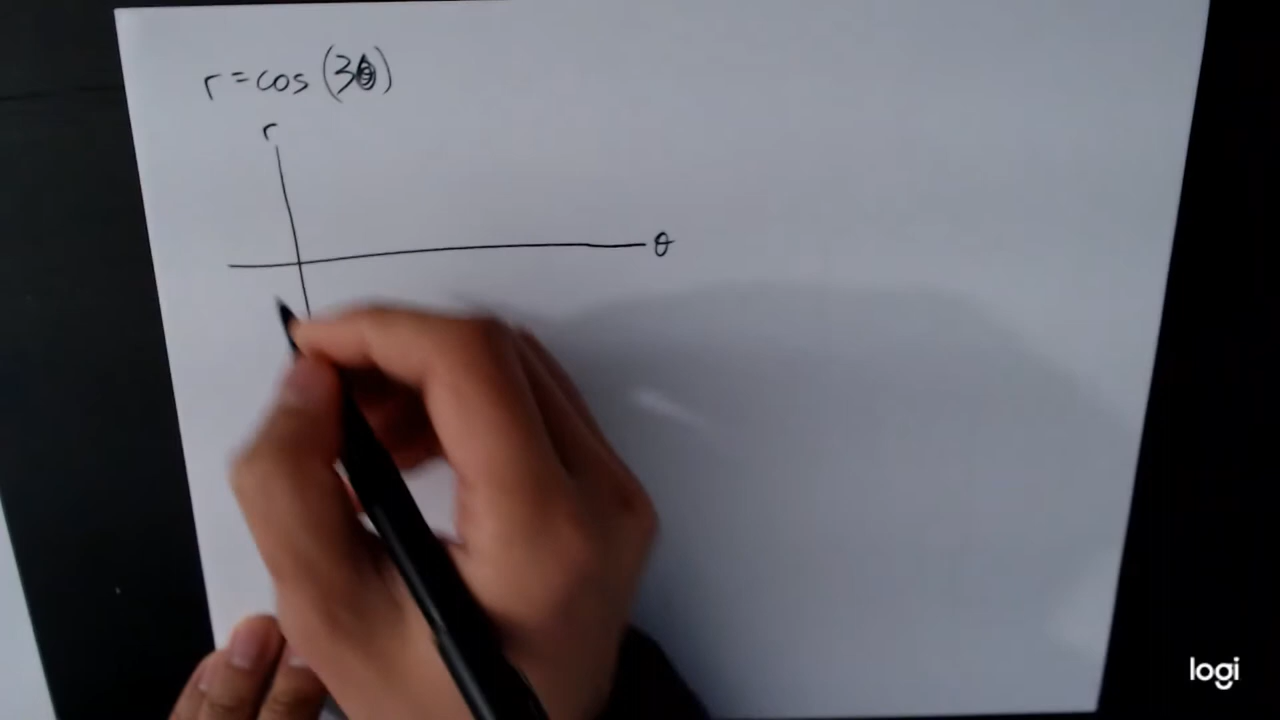 r=cos(3θ)
r
θ
logi